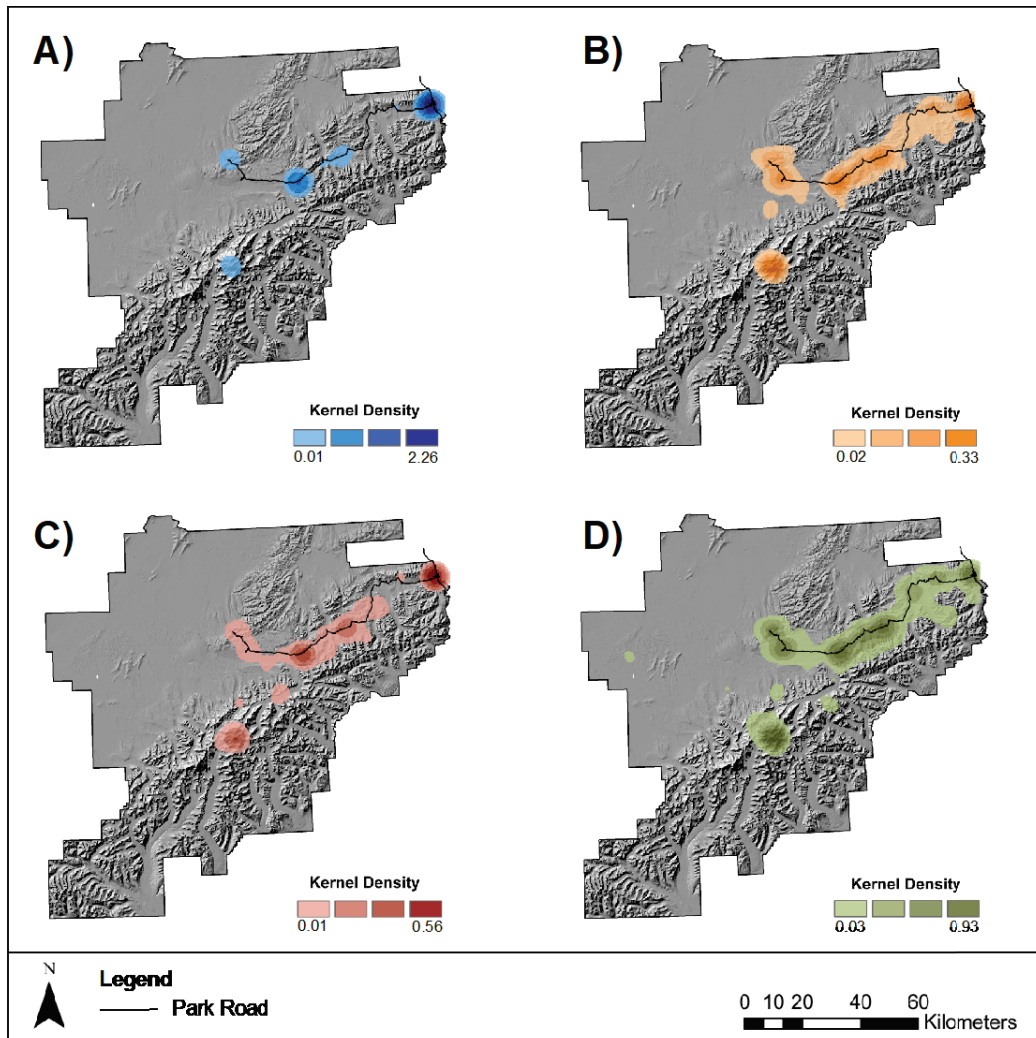 A)
B)
Kernel Density
0.01 2.26
Kernel Density
0.02 0.33
C)
D)
Kernel Density
0.01 0.56
Kernel Density
0.03 0.93
N
Legend
Park Road
0 10 20 40 60
Kilometers